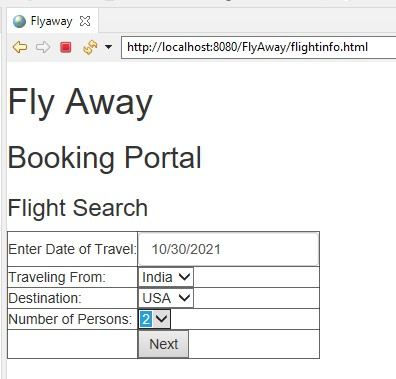 Flyaway
http://localhost:8080/FlyAway/flightinfo.html
Fly Away
Booking Portal
Flight Search
Enter Date of Travel: 10/30/2021
Traveling From: India
Destination: USA
Number of Persons: 2
Next